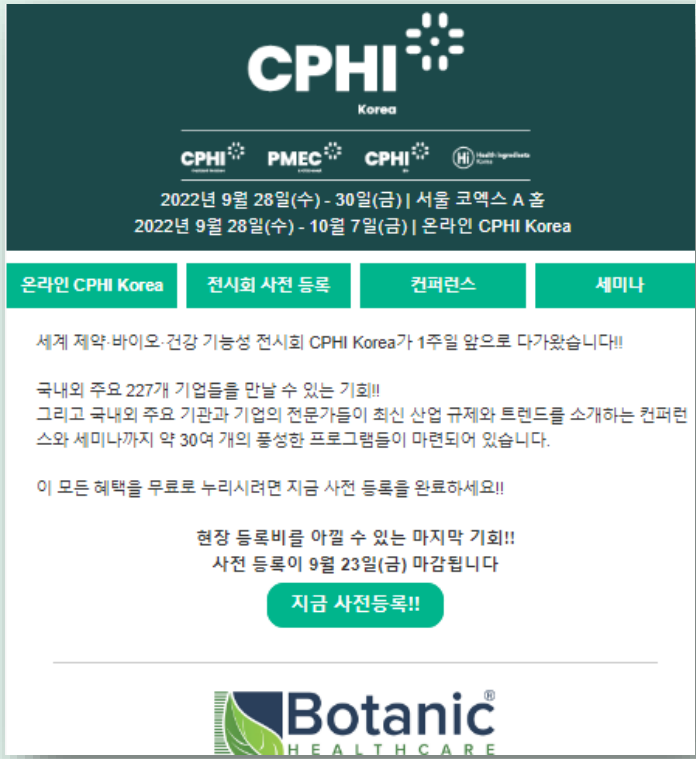 CPHI
Korea
CPHI PMEC CPHI Hi Health Ingredients Korea
2022년 9월 28일(수) - 30일(금) | 서울 코엑스 A 홀
2022년 9월 28일(수) - 10월 7일(금) | 온라인 CPHI Korea
온라인 CPHI Korea 전시회 사전 등록 컨퍼런스 세미나
세계 제약·바이오·건강 기능성 전시회 CPHI Korea가 1주일 앞으로 다가왔습니다!!
국내외 주요 227개 기업들을 만날 수 있는 기회!!
그리고 국내외 주요 기관과 기업의 전문가들이 최신 산업 규제와 트렌드를 소개하는 컨퍼런
스와 세미나까지 약 30여 개의 풍성한 프로그램들이 마련되어 있습니다.
이 모든 혜택을 무료로 누리시려면 지금 사전 등록을 완료하세요!!
현장 등록비를 아낄 수 있는 마지막 기회!!
사전 등록이 9월 23일(금) 마감됩니다
지금 사전등록!!
Botanic®
HEALTHCARE